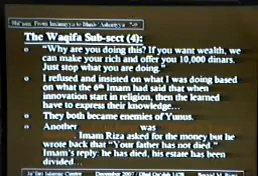 The Waqifa Sub-sect (4):
"Why are you doing this? If you want wealth, we
can make your rich and offer you 10,000 dinars.
Just stop what you are doing."
I refused and insisted on what I was doing based
on what the 6th Imam had said that when
innovation start in religion, then the learned
have to express their knowledge…
They both became enemies of Yunus.
Another was
. Imam Riza asked for the money but he
wrote back that "Your father has not died."
Imam's reply: he has died, his estate has been
divided…
Ja'fari Islamic Centre December 2007 /